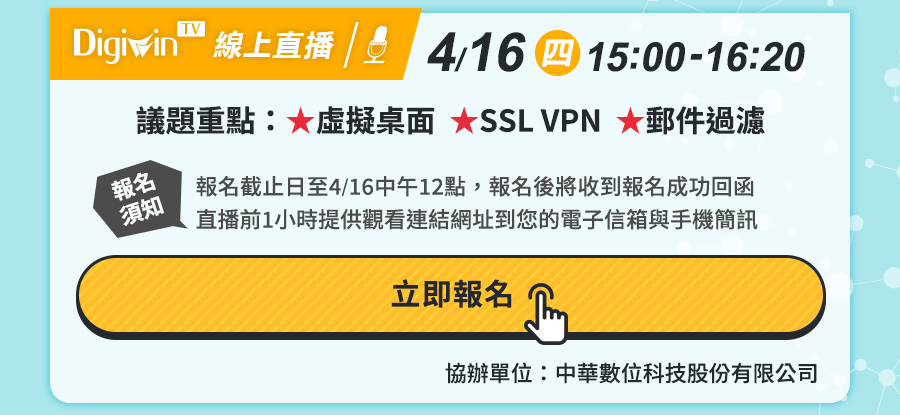 Digiwin TV 線上直播 4/16 四 15:00-16:20
議題重點：★虛擬桌面 ★SSL VPN ★郵件過濾
報名
須知
報名截止日至4/16中午12點，報名後將收到報名成功回函
直播前1小時提供觀看連結網址到您的電子信箱與手機簡訊
立即報名
協辦單位：中華數位科技股份有限公司